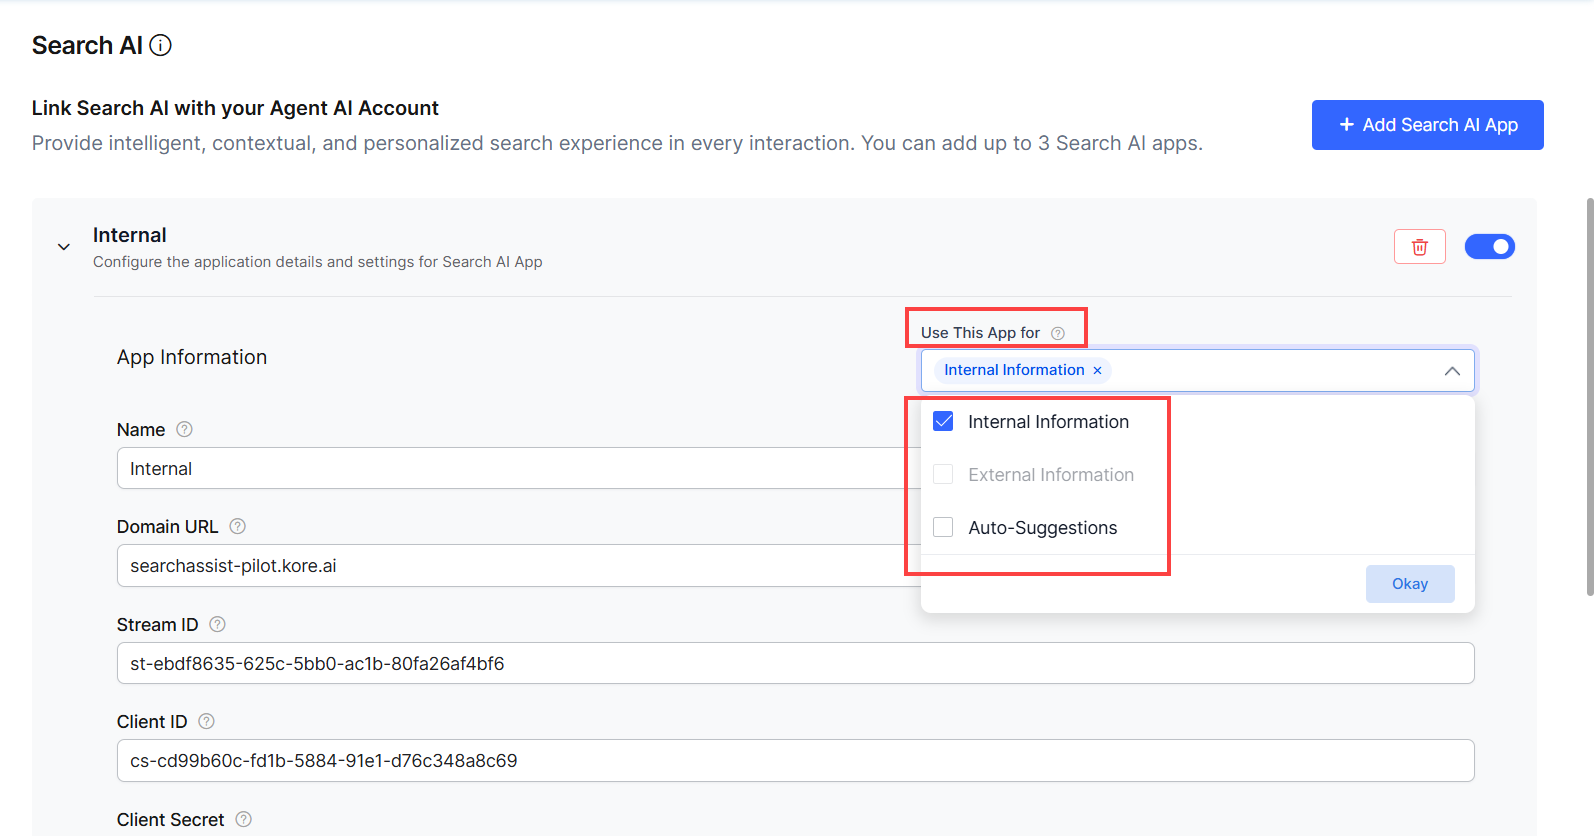 Search AI
Link Search AI with your Agent AI Account
Provide intelligent, contextual, and personalized search experience in every interaction. You can add up to 3 Search AI apps.
+ Add Search AI App
Internal
Configure the application details and settings for Search AI App
App Information
Use This App for
Internal Information ×
Internal Information
External Information
Auto-Suggestions
Okay
Name
Internal
Domain URL
searchassist-pilot.kore.ai
Stream ID
st-ebdf8635-625c-5bb0-ac1b-80fa26af4bf6
Client ID
cs-cd99b60c-fd1b-5884-91e1-d76c348a8c69
Client Secret